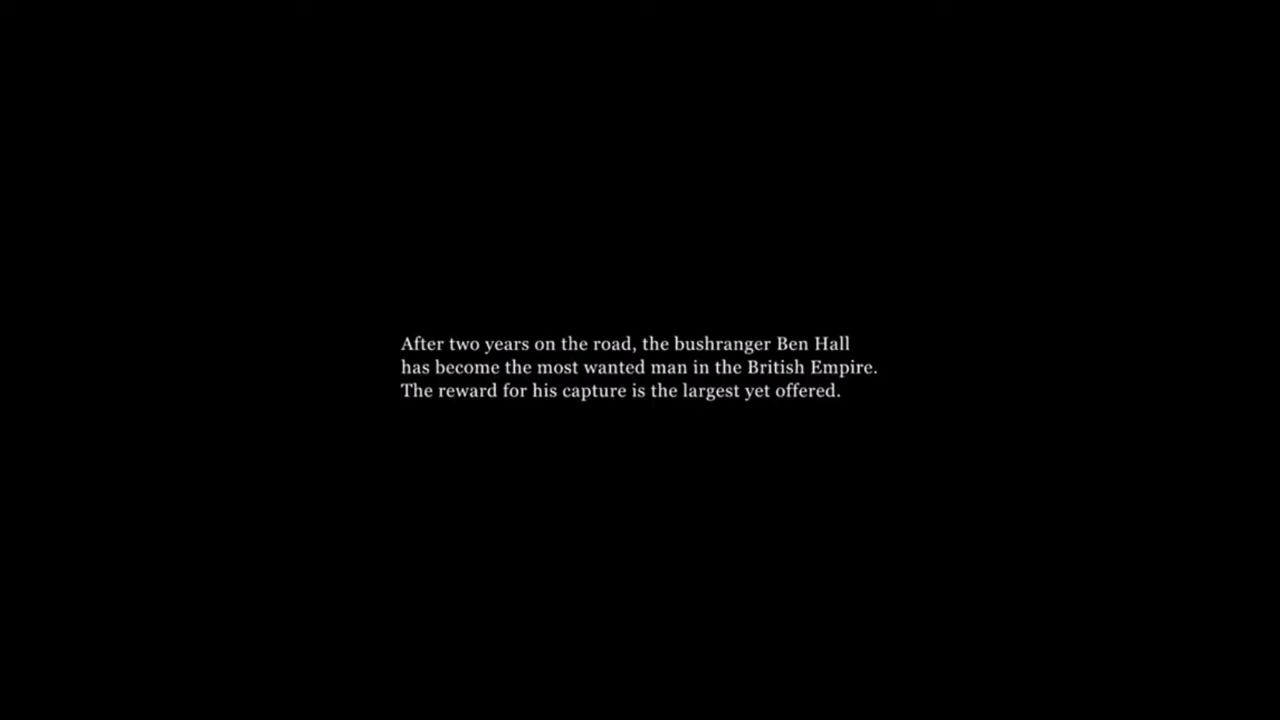 After two years on the road, the bushranger Ben Hall
has become the most wanted man in the British Empire.
The reward for his capture is the largest yet offered.